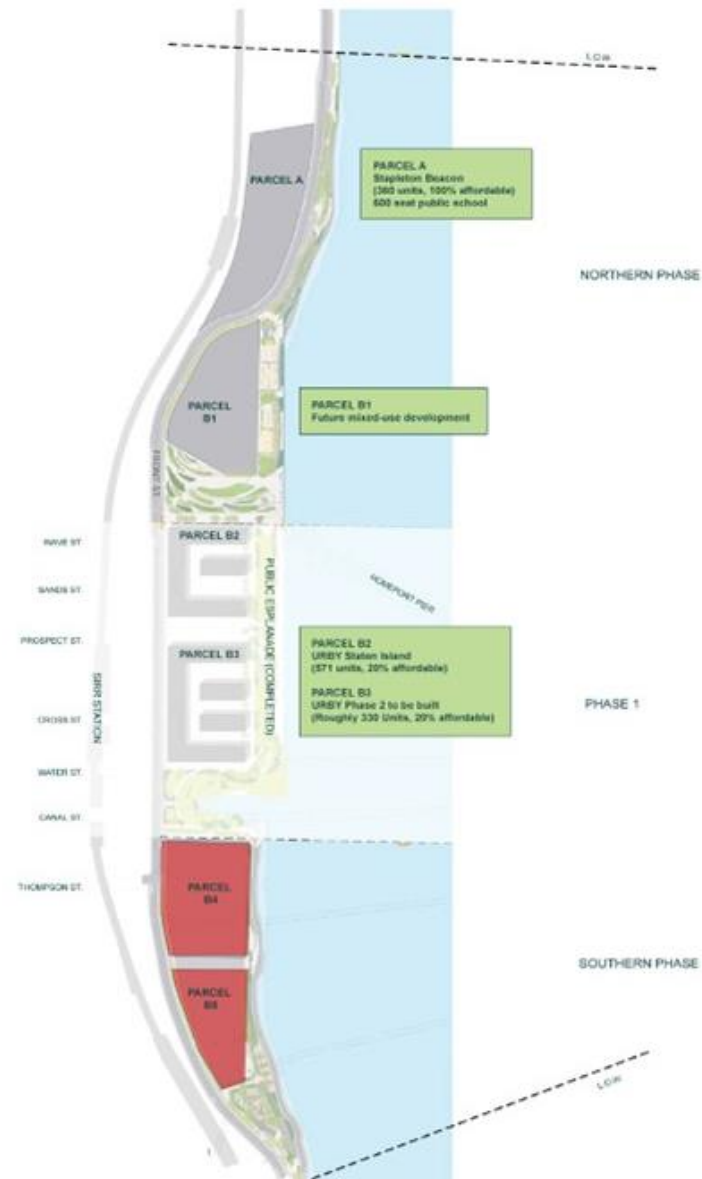 L.O.W
PARCEL A
PARCEL A
Stapleton Beacon
(360 units, 100% affordable)
600 seat public school
NORTHERN PHASE
PARCEL
B1
PARCEL B1
Future mixed-use development
FRONT ST
PARCEL B2
WAVE ST.
SANDS ST.
PROSPECT ST.
CROSS ST.
WATER ST.
CANAL ST.
THOMPSON ST.
SIRR STATION
PARCEL B3
PUBLIC ESPLANADE (COMPLETED)
HOMEPORT PIER
PARCEL B2
URBY Staten Island
(571 units, 20% affordable)
PARCEL B3
URBY Phase 2 to be built
(Roughly 330 Units, 20% affordable)
PHASE 1
PARCEL
B4
PARCEL
B5
SOUTHERN PHASE
L.O.W